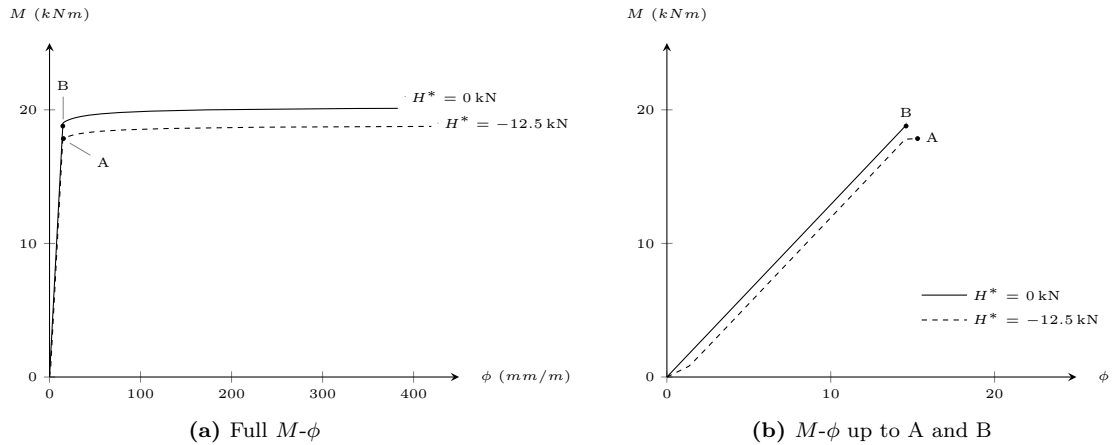 M (kNm)
20
10
0
B
A
H* = 0 kN
H* = −12.5 kN
0
100
200
300
400
ϕ (mm/m)
(a) Full M-ϕ
M (kNm)
20
10
0
B
A
H* = 0 kN
H* = −12.5 kN
0
10
20
ϕ
(b) M-ϕ up to A and B